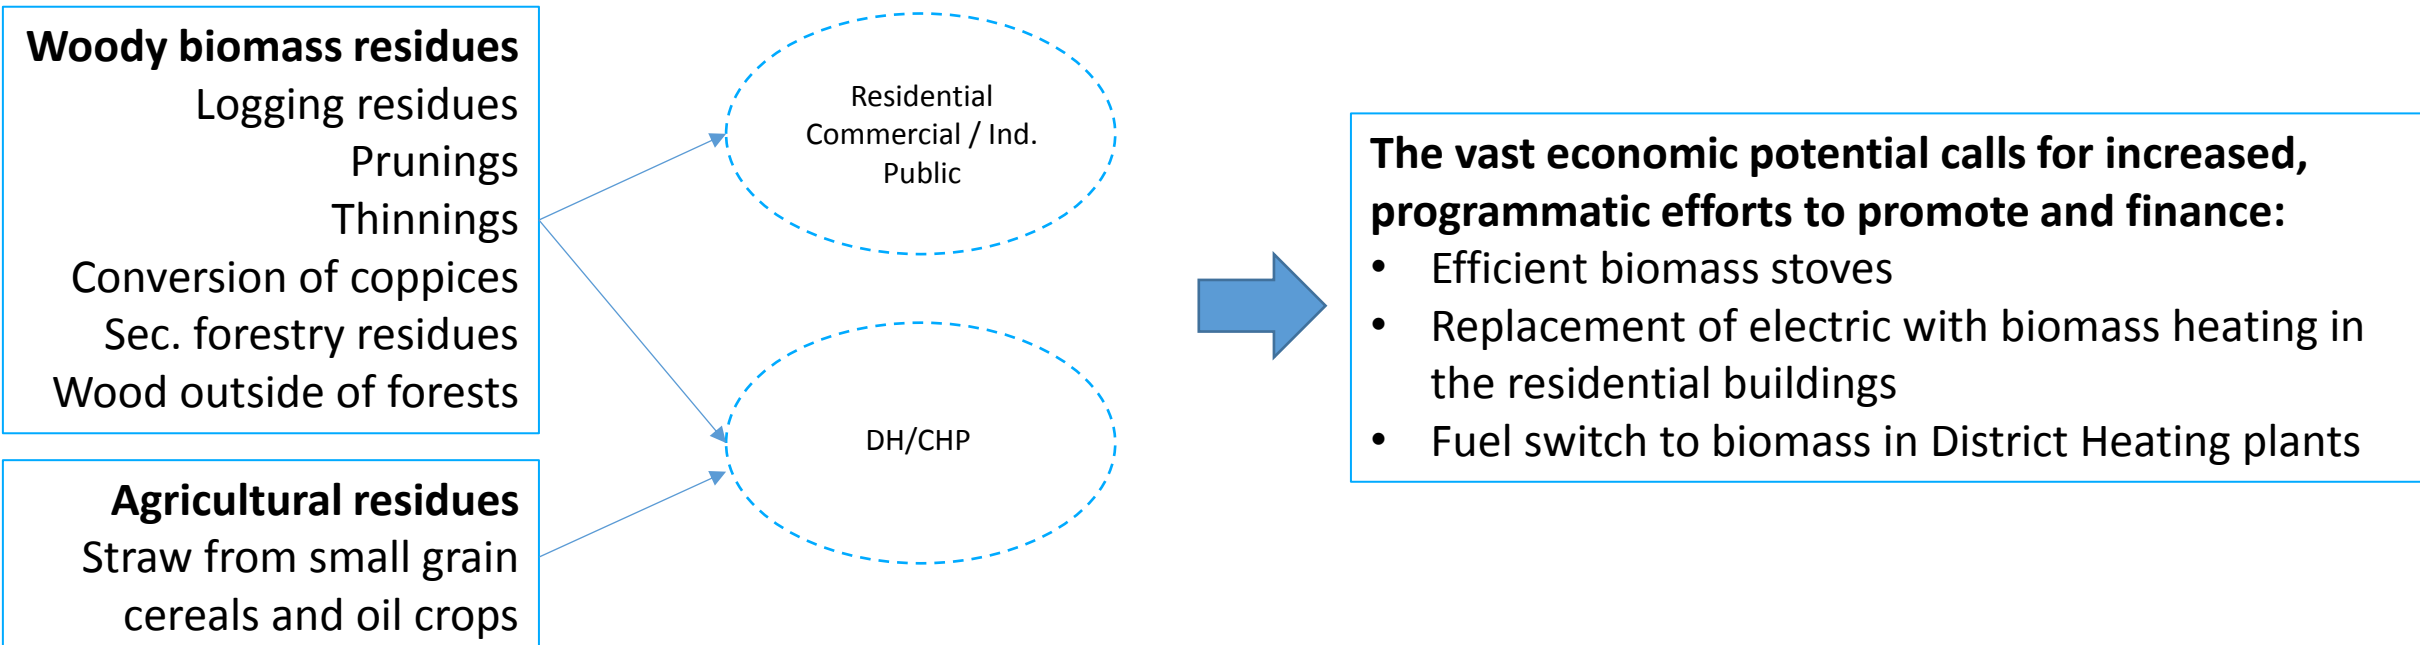 Woody biomass residues
Logging residues
Prunings
Thinnings
Conversion of coppices
Sec. forestry residues
Wood outside of forests
Agricultural residues
Straw from small grain
cereals and oil crops
Residential
Commercial / Ind.
Public
DH/CHP
The vast economic potential calls for increased,
programmatic efforts to promote and finance:
• Efficient biomass stoves
• Replacement of electric with biomass heating in
the residential buildings
• Fuel switch to biomass in District Heating plants